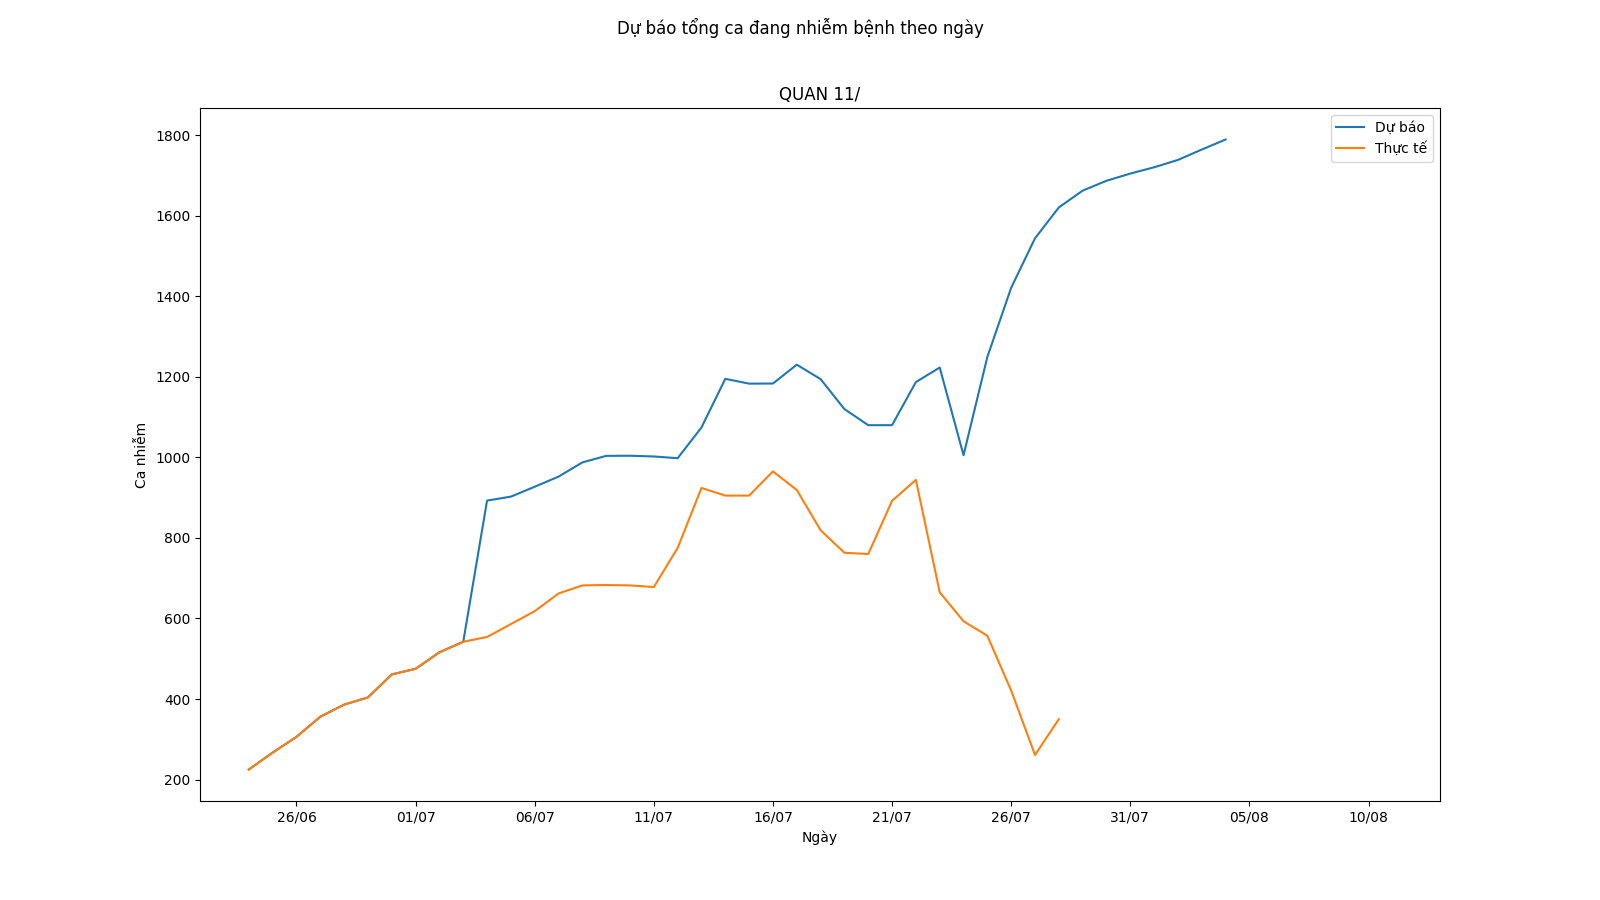 Dự báo tổng ca đang nhiễm bệnh theo ngày
QUAN 11/
Dự báo
Thực tế
Ca nhiễm
1800
1600
1400
1200
1000
800
600
400
200
26/06 01/07 06/07 11/07 16/07 21/07 26/07 31/07 05/08 10/08
Ngày